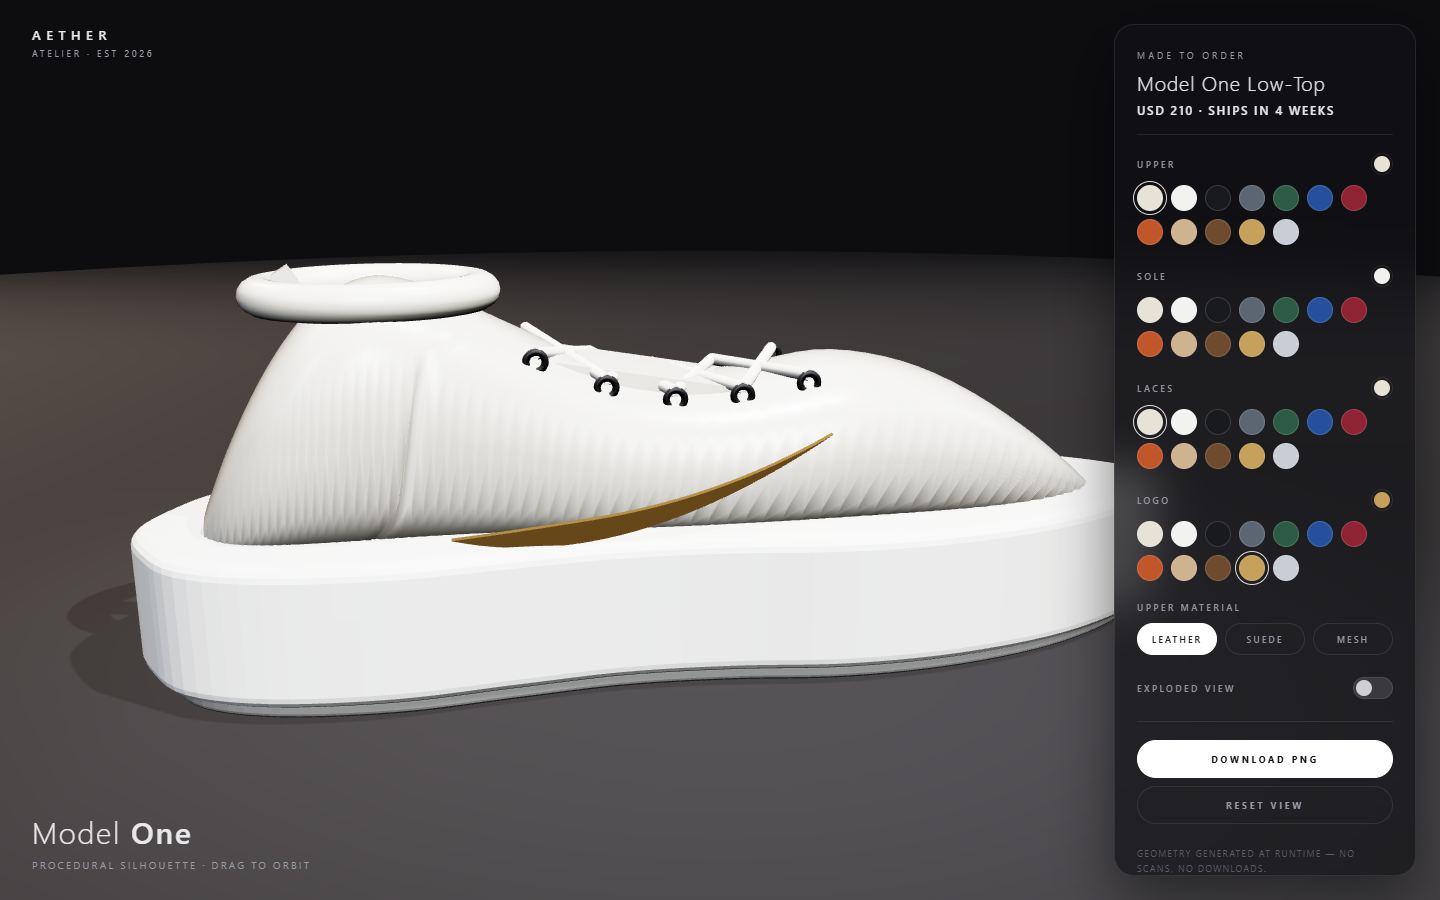 AETHER
ATELIER · EST 2026
MADE TO ORDER
Model One Low-Top
USD 210 · SHIPS IN 4 WEEKS
UPPER
SOLE
LACES
LOGO
UPPER MATERIAL
LEATHER SUEDE MESH
EXPLODED VIEW
DOWNLOAD PNG
RESET VIEW
GEOMETRY GENERATED AT RUNTIME — NO
SCANS, NO DOWNLOADS.
Model One
PROCEDURAL SILHOUETTE · DRAG TO ORBIT